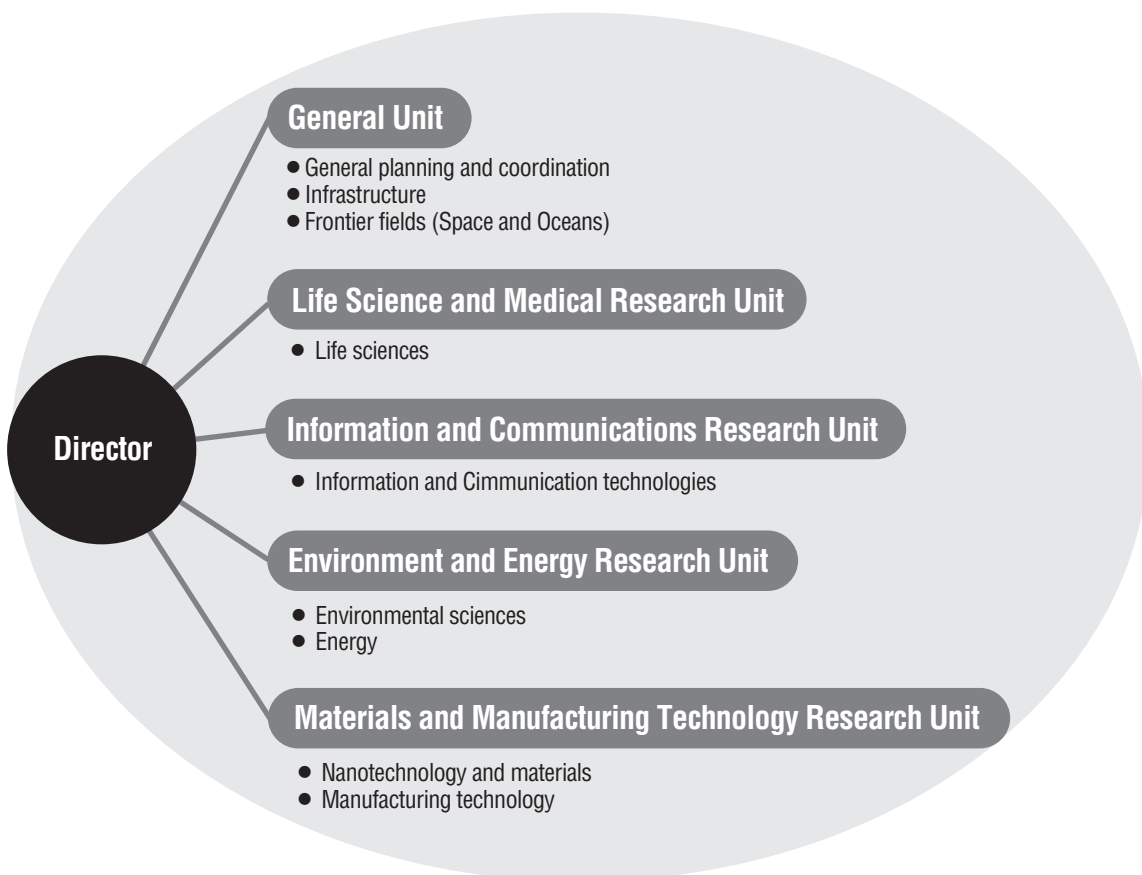 General Unit
● General planning and coordination
● Infrastructure
● Frontier fields (Space and Oceans)
Life Science and Medical Research Unit
● Life sciences
Director
Information and Communications Research Unit
● Information and Cimmunication technologies
Environment and Energy Research Unit
● Environmental sciences
● Energy
Materials and Manufacturing Technology Research Unit
● Nanotechnology and materials
● Manufacturing technology